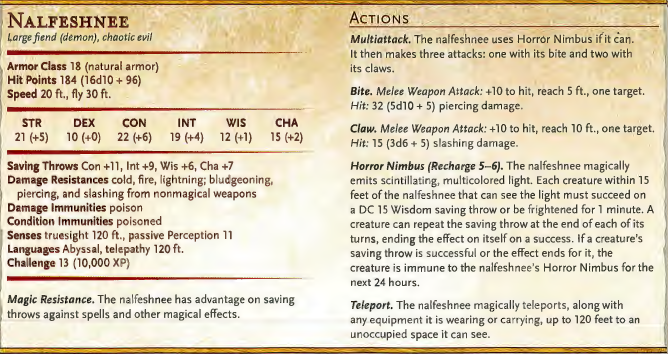 NALFESHNEE
Large fiend (demon), chaotic evil
Armor Class 18 (natural armor)
Hit Points 184 (16d10 + 96)
Speed 20 ft., fly 30 ft.
STR DEX CON INT WIS CHA
21 (+5) 10 (+0) 22 (+6) 19 (+4) 12 (+1) 15 (+2)
Saving Throws Con +11, Int +9, Wis +6, Cha +7
Damage Resistances cold, fire, lightning; bludgeoning,
piercing, and slashing from nonmagical weapons
Damage Immunities poison
Condition Immunities poisoned
Senses truesight 120 ft., passive Perception 11
Languages Abyssal, telepathy 120 ft.
Challenge 13 (10,000 XP)
Magic Resistance. The nalfeshnee has advantage on saving
throws against spells and other magical effects.
ACTIONS
Multiattack. The nalfeshnee uses Horror Nimbus if it can.
It then makes three attacks: one with its bite and two with
its claws.
Bite. Melee Weapon Attack: +10 to hit, reach 5 ft., one target.
Hit: 32 (5d10 + 5) piercing damage.
Claw. Melee Weapon Attack: +10 to hit, reach 10 ft., one target.
Hit: 15 (3d6 + 5) slashing damage.
Horror Nimbus (Recharge 5–6). The nalfeshnee magically
emits scintillating, multicolored light. Each creature within 15
feet of the nalfeshnee that can see the light must succeed on
a DC 15 Wisdom saving throw or be frightened for 1 minute. A
creature can repeat the saving throw at the end of each of its
turns, ending the effect on itself on a success. If a creature's
saving throw is successful or the effect ends for it, the
creature is immune to the nalfeshnee's Horror Nimbus for the
next 24 hours.
Teleport. The nalfeshnee magically teleports, along with
any equipment it is wearing or carrying, up to 120 feet to an
unoccupied space it can see.